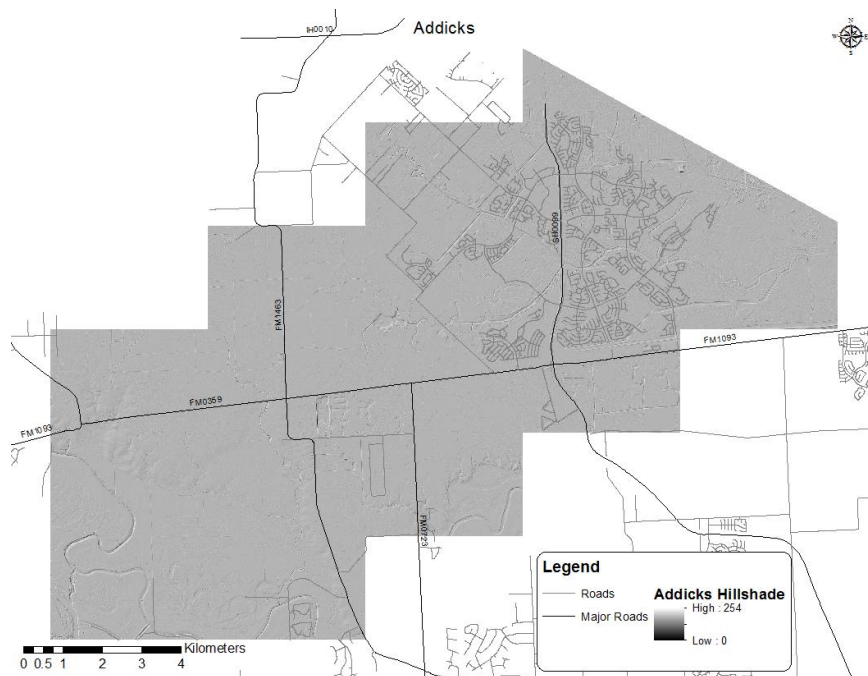 IH0010
Addicks
N
W E
S
SH0099
FM1463
FM1093
FM0359
FM1093
FM0723
Legend
Roads
Major Roads
Addicks Hillshade
High : 254
Low : 0
Kilometers
0 0.5 1 2 3 4